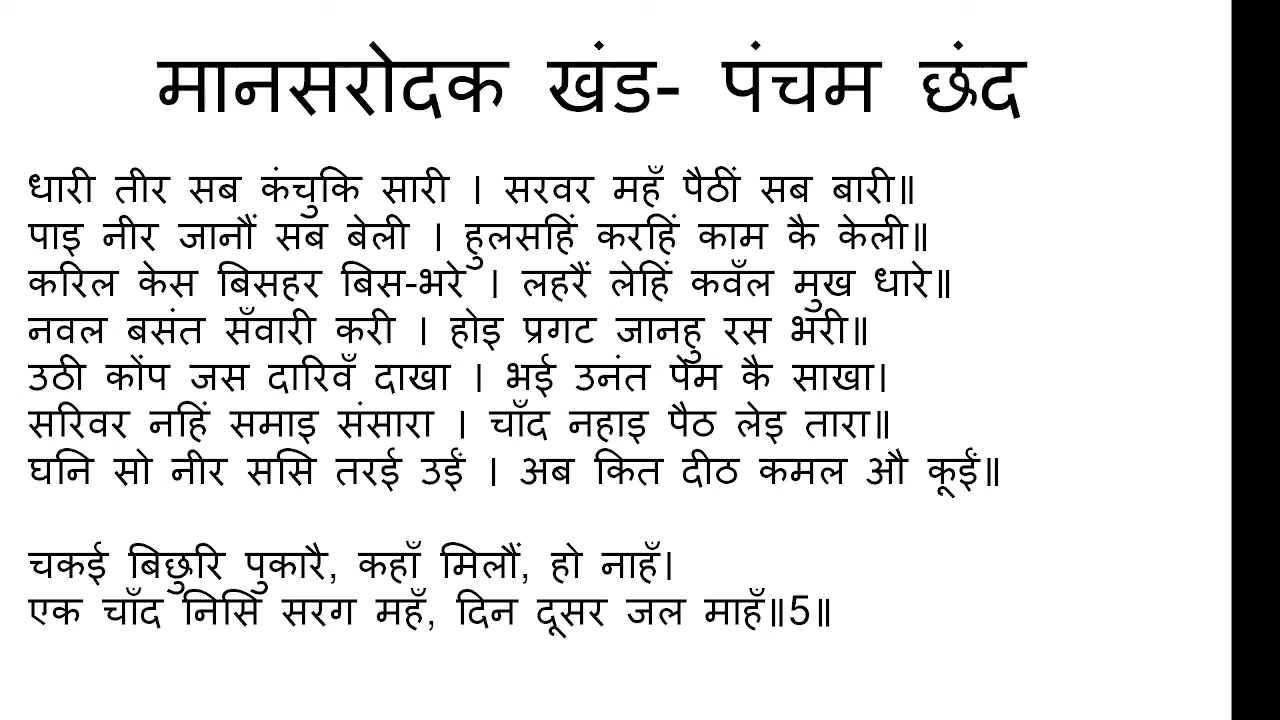 मानसरोदक खंड- पंचम छंद
धारी तीर सब कंचुकि सारी । सरवर महँ पैठीं सब बारी॥
पाइ नीर जानौं सब बेली । हुलसहिं करहिं काम कै केली॥
करिल केस बिसहर बिस-भरे । लहरैं लेहिं कवँल मुख धारे॥
नवल बसंत सँवारी करी । होइ प्रगट जानहु रस भरी॥
उठी कोंप जस दारिवँ दाखा । भई उनंत पेम कै साखा।
सरिवर नहिं समाइ संसारा । चाँद नहाइ पैठ लेइ तारा॥
घनि सो नीर ससि तरई उईं । अब कित दीठ कमल औ कूईं॥
चकई बिछुरि पुकारै, कहाँ मिलौं, हो नाहँ।
एक चाँद निसि सरग महँ, दिन दूसर जल माहँ॥5॥